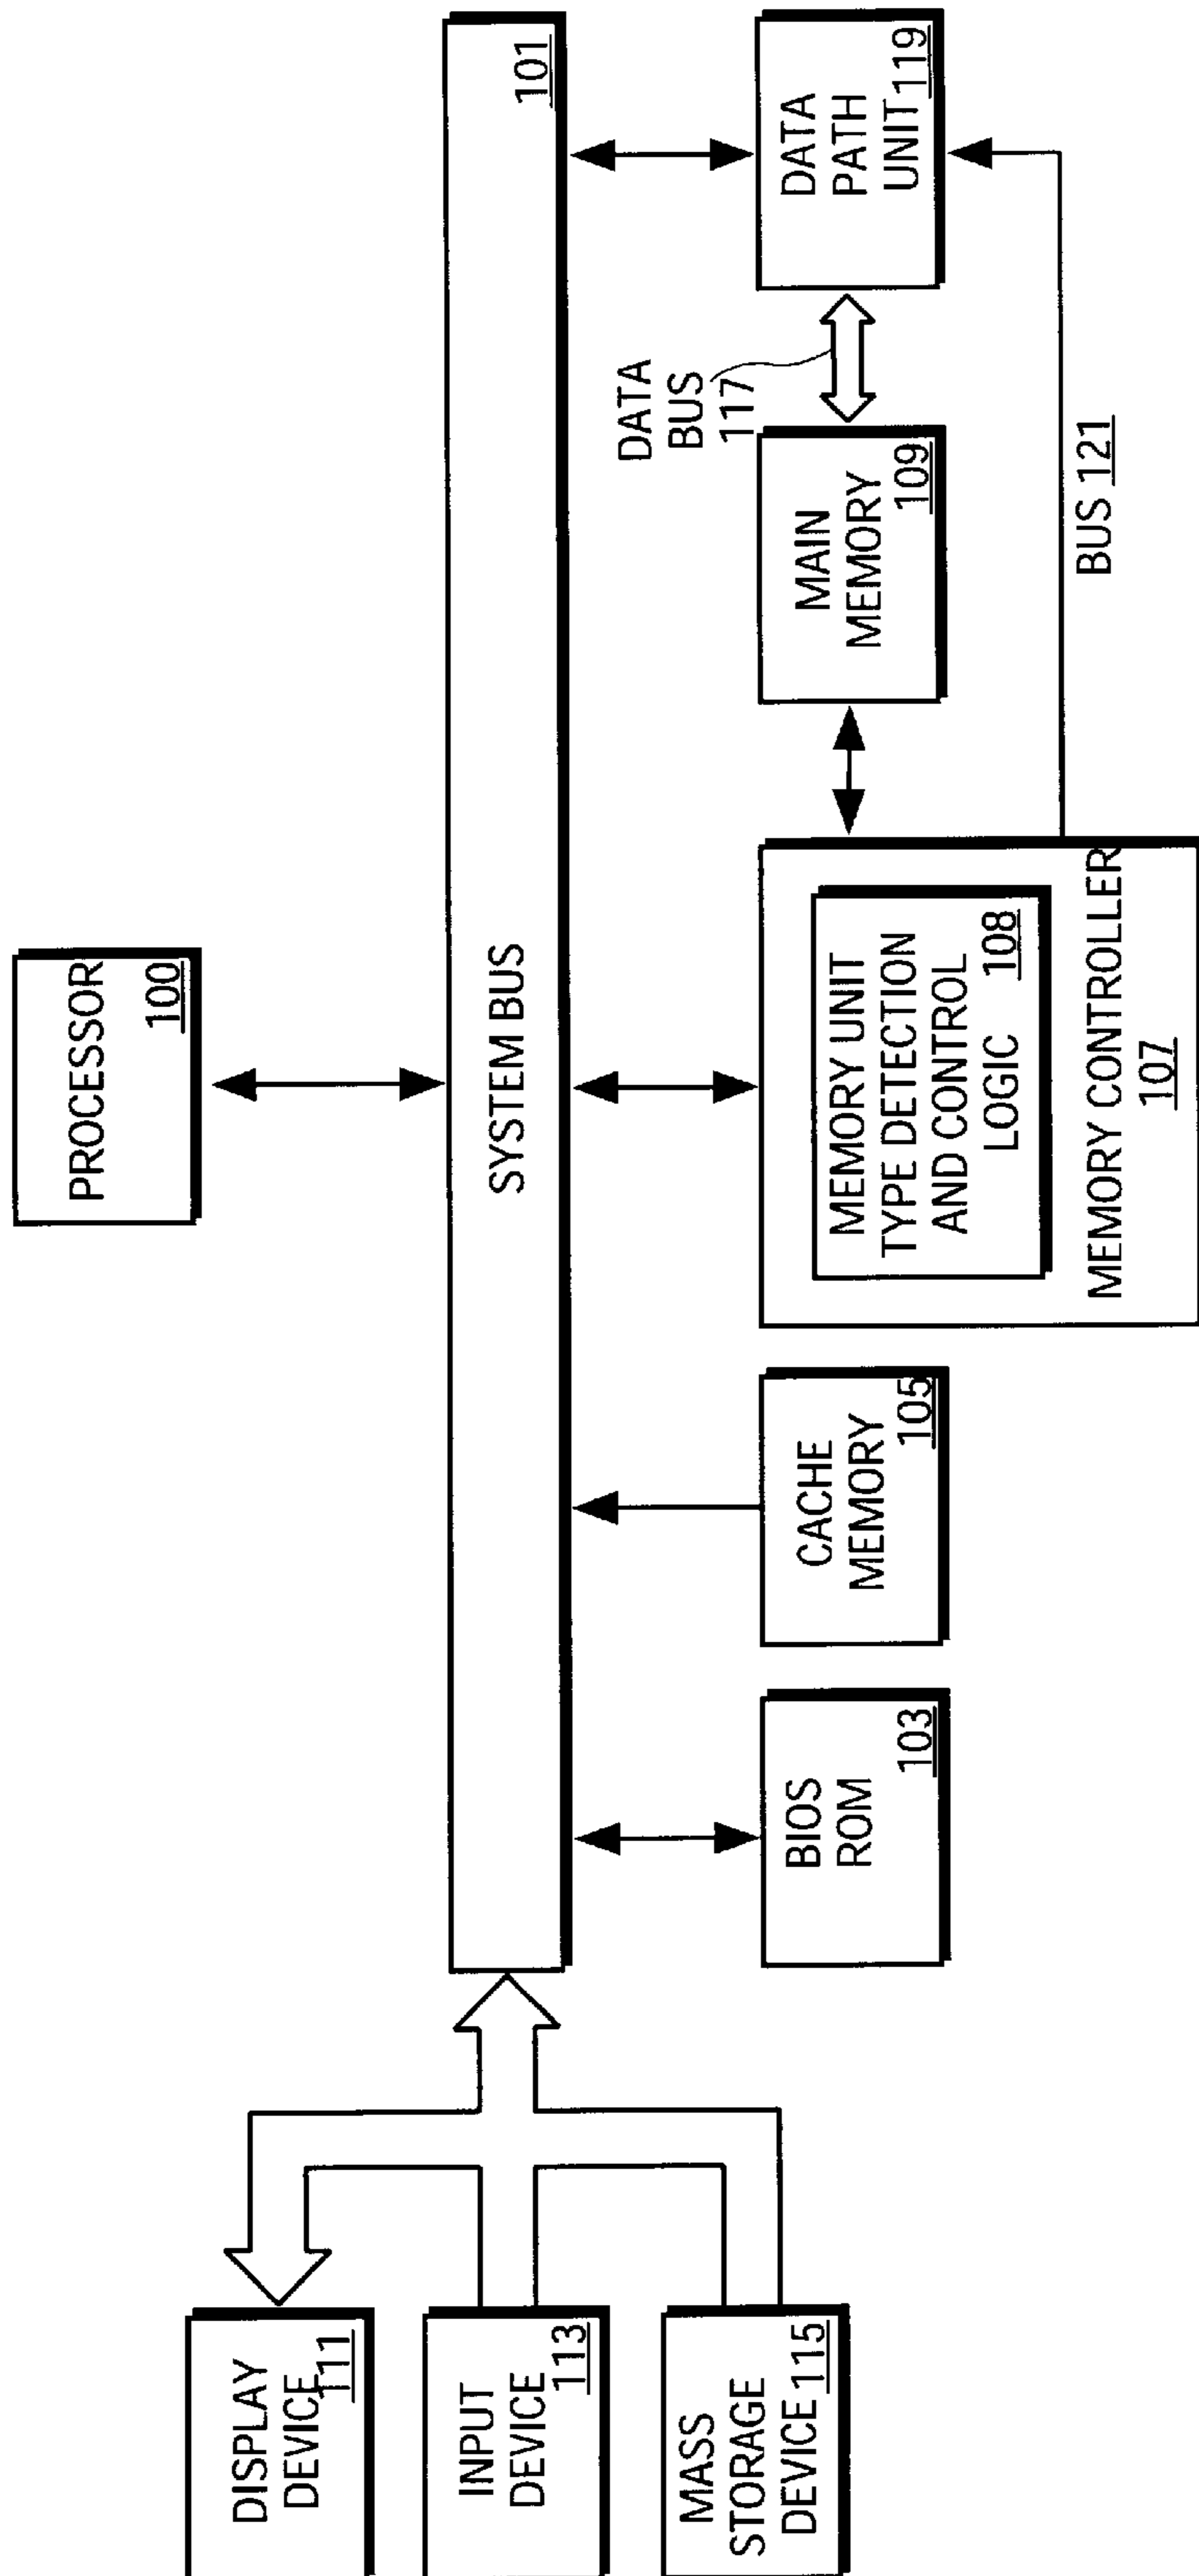 PROCESSOR
100
SYSTEM BUS
101
DISPLAY
DEVICE
111
INPUT
DEVICE
113
MASS
STORAGE
DEVICE 115
BIOS
ROM
103
CACHE
MEMORY
105
MEMORY UNIT
TYPE DETECTION
AND CONTROL
LOGIC 108
MEMORY CONTROLLER
107
MAIN
MEMORY
109
DATA
BUS
117
DATA
PATH
UNIT 119
BUS 121